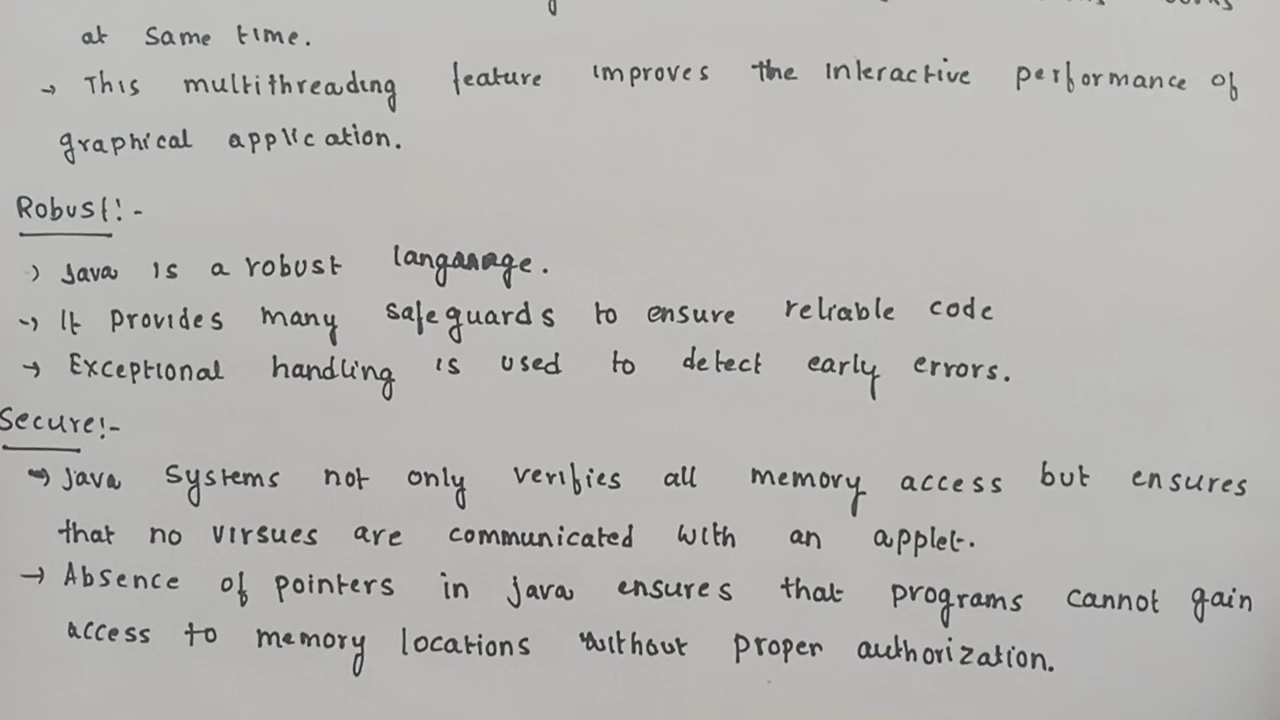 at same time.
→ This multithreading feature improves the interactive performance of
graphical application.
Robust!-
→ Java is a robust language.
→ It provides many safeguards to ensure reliable code
→ Exceptional handling is used to detect early errors.
Secure!-
→ Java systems not only verifies all memory access but ensures
that no virsues are communicated with an applet.
→ Absence of pointers in java ensures that programs cannot gain
access to memory locations without proper authorization.